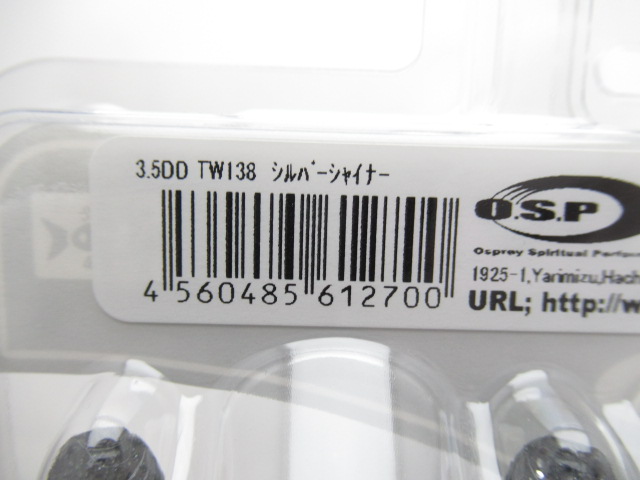 3.5DD TW138 ｼﾙﾊﾞｰｼｬｲﾅｰ
4 560485 612700
O.S.P
Osprey Spiritual
1925-1,Yarimizu,Hach
URL; http://w